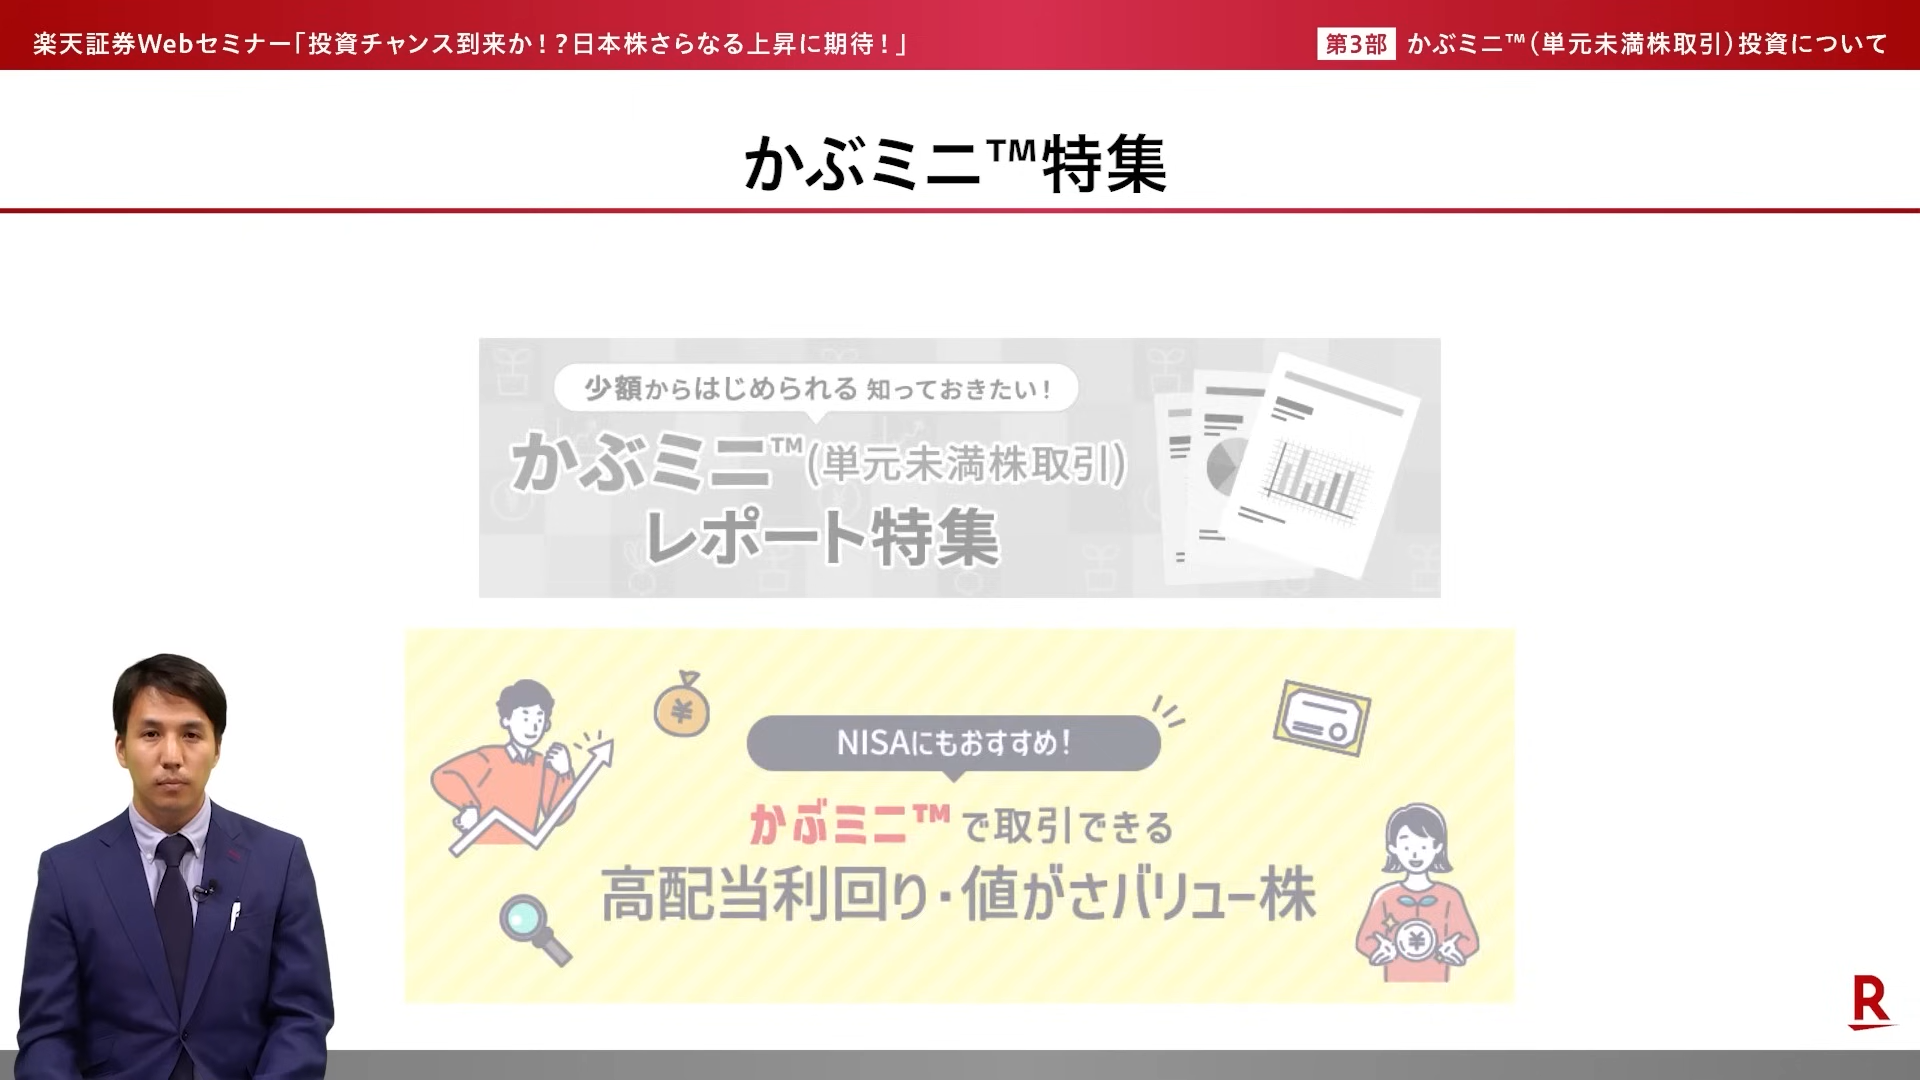 楽天証券Webセミナー「投資チャンス到来か！？日本株さらなる上昇に期待！」
第3部 かぶミニ™（単元未満株取引）投資について
かぶミニ™特集
少額からはじめられる 知っておきたい！
かぶミニ™(単元未満株取引)
レポート特集
NISAにもおすすめ！
かぶミニ™で取引できる
高配当利回り・値がさバリュー株
R